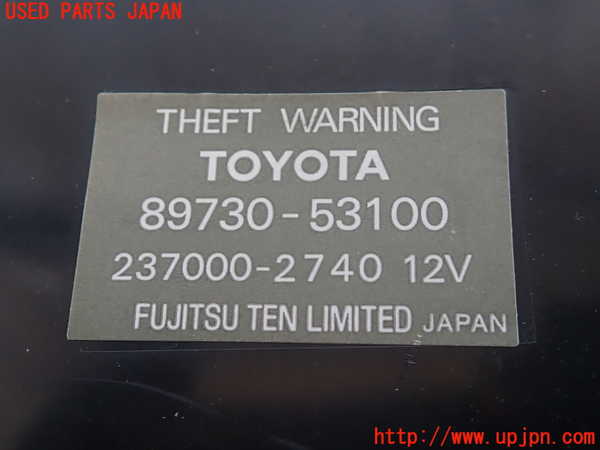 USED PARTS JAPAN
THEFT WARNING
TOYOTA
89730-53100
237000-2740 12V
FUJITSU TEN LIMITED JAPAN
http://www.upjpn.com/